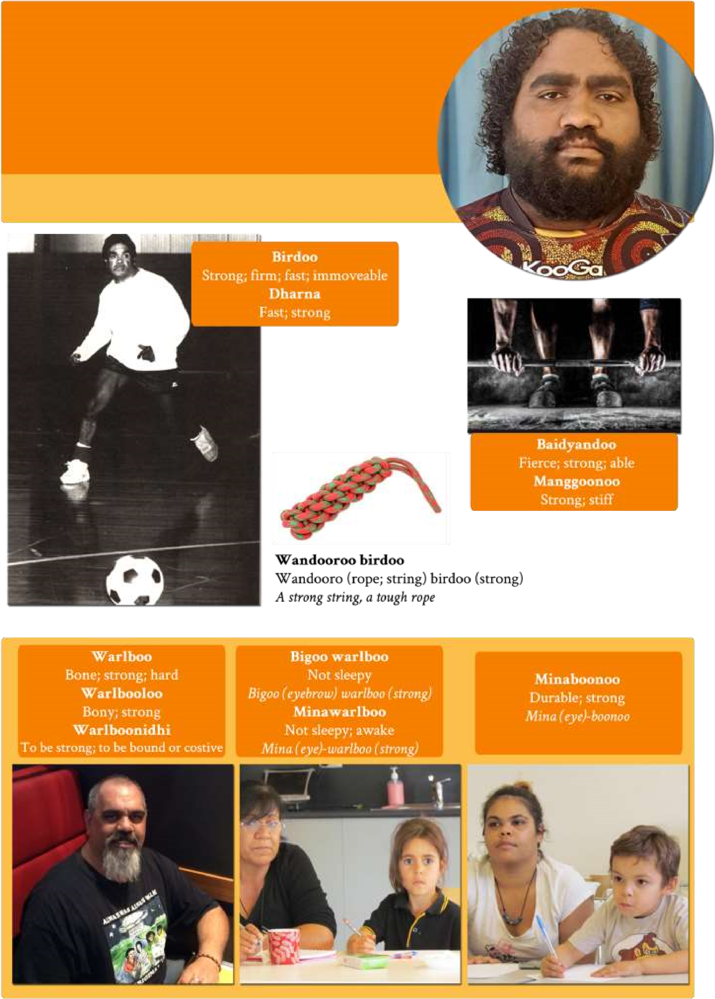 KooGa
Birdoo
Strong; firm; fast; immoveable
Dharna
Fast; strong
Baidyandoo
Fierce; strong; able
Manggoonoo
Strong; stiff
Wandooroo birdoo
Wandooro (rope; string) birdoo (strong)
A strong string, a tough rope
Warlboo
Bone; strong; hard
Warlbooloo
Bony; strong
Warlboonidhi
To be strong; to be bound or costive
Bigoo warlboo
Not sleepy
Bigoo (eyebrow) warlboo (strong)
Minawarlboo
Not sleepy; awake
Mina (eye)-warlboo (strong)
Minaboonoo
Durable; strong
Mina (eye)-boonoo